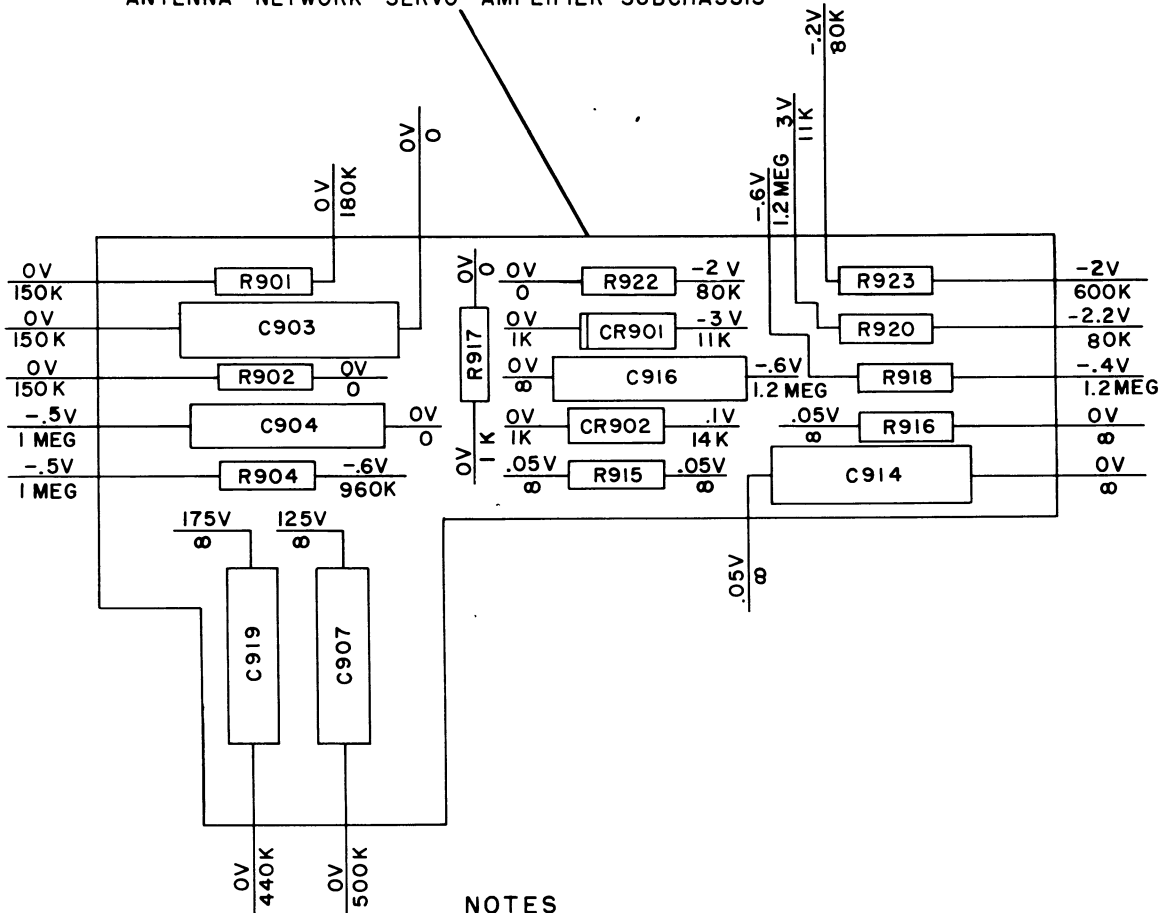 ANTENNA NETWORK SERVO AMPLIFIER SUBCHASSIS
-.2V
80K
3V
11K
-.6V
1.2 MEG
0V
0
0V
180K
0V
150K
R901
0V
150K
C903
0V
150K
R902
0V
0
-.5V
1 MEG
C904
0V
0
-.5V
1 MEG
R904
-.6V
960K
0V
0
R917
0V
1K
0V
0
R922
-2 V
80K
0V
1K
CR901
-3V
11K
0V
∞
C916
-.6V
1.2 MEG
0V
1K
CR902
.1V
14K
.05V
∞
R915
.05V
∞
R923
-2V
600K
R920
-2.2V
80K
R918
-.4V
1.2MEG
.05V
∞
R916
0V
∞
C914
0V
∞
.05V
∞
175V
∞
C919
0V
440K
125V
∞
C907
0V
500K
NOTES